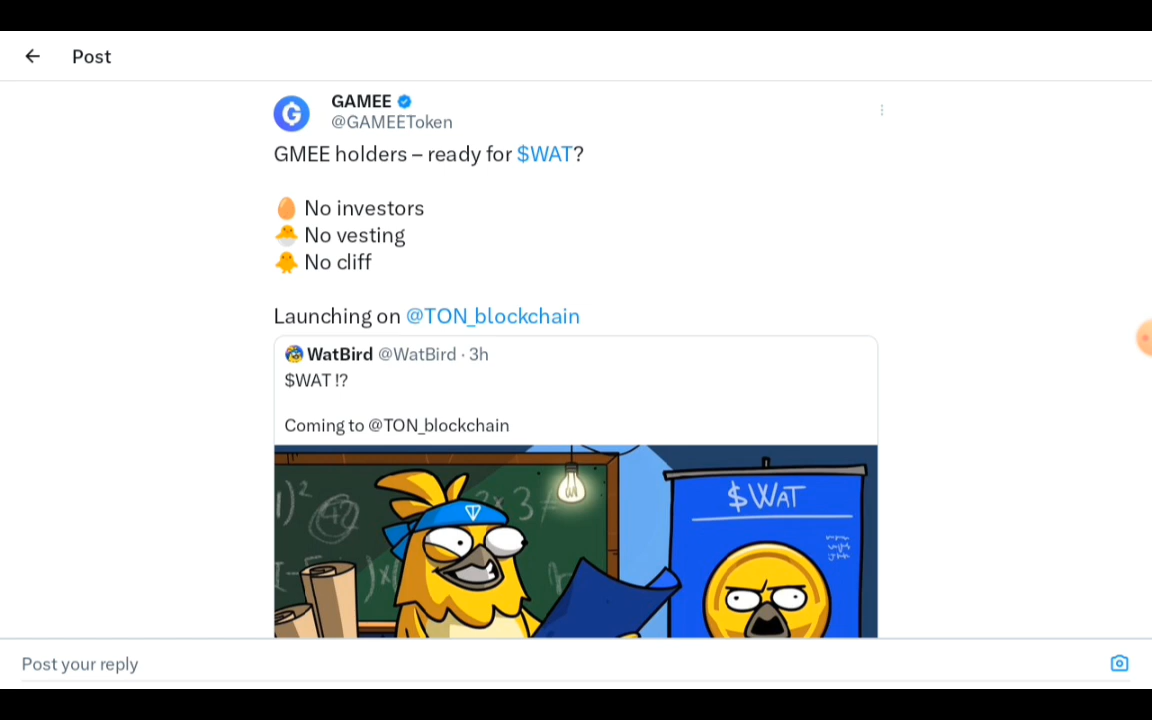 Post
GAMEE
@GAMEEToken
GMEE holders – ready for $WAT?
🥚 No investors
🐣 No vesting
🐥 No cliff
Launching on @TON_blockchain
WatBird @WatBird · 3h
$WAT !?
Coming to @TON_blockchain
$WAT
Post your reply